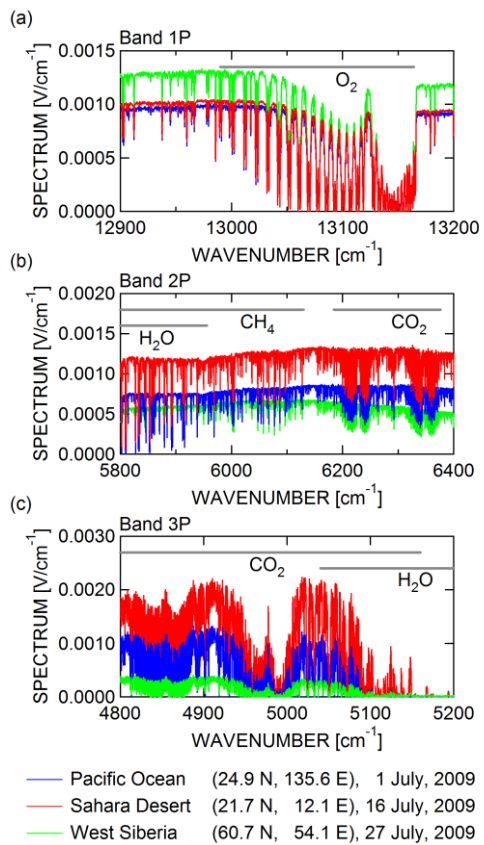 (a)
Band 1P
SPECTRUM [V/cm⁻¹]
0.0015
0.0010
0.0005
0.0000
O₂
12900 13000 13100 13200
WAVENUMBER [cm⁻¹]
(b)
Band 2P
SPECTRUM [V/cm⁻¹]
0.0020
0.0015
0.0010
0.0005
0.0000
H₂O CH₄ CO₂
5800 6000 6200 6400
WAVENUMBER [cm⁻¹]
(c)
Band 3P
SPECTRUM [V/cm⁻¹]
0.0030
0.0020
0.0010
0.0000
CO₂ H₂O
4800 4900 5000 5100 5200
WAVENUMBER [cm⁻¹]
Pacific Ocean (24.9 N, 135.6 E), 1 July, 2009
Sahara Desert (21.7 N, 12.1 E), 16 July, 2009
West Siberia (60.7 N, 54.1 E), 27 July, 2009